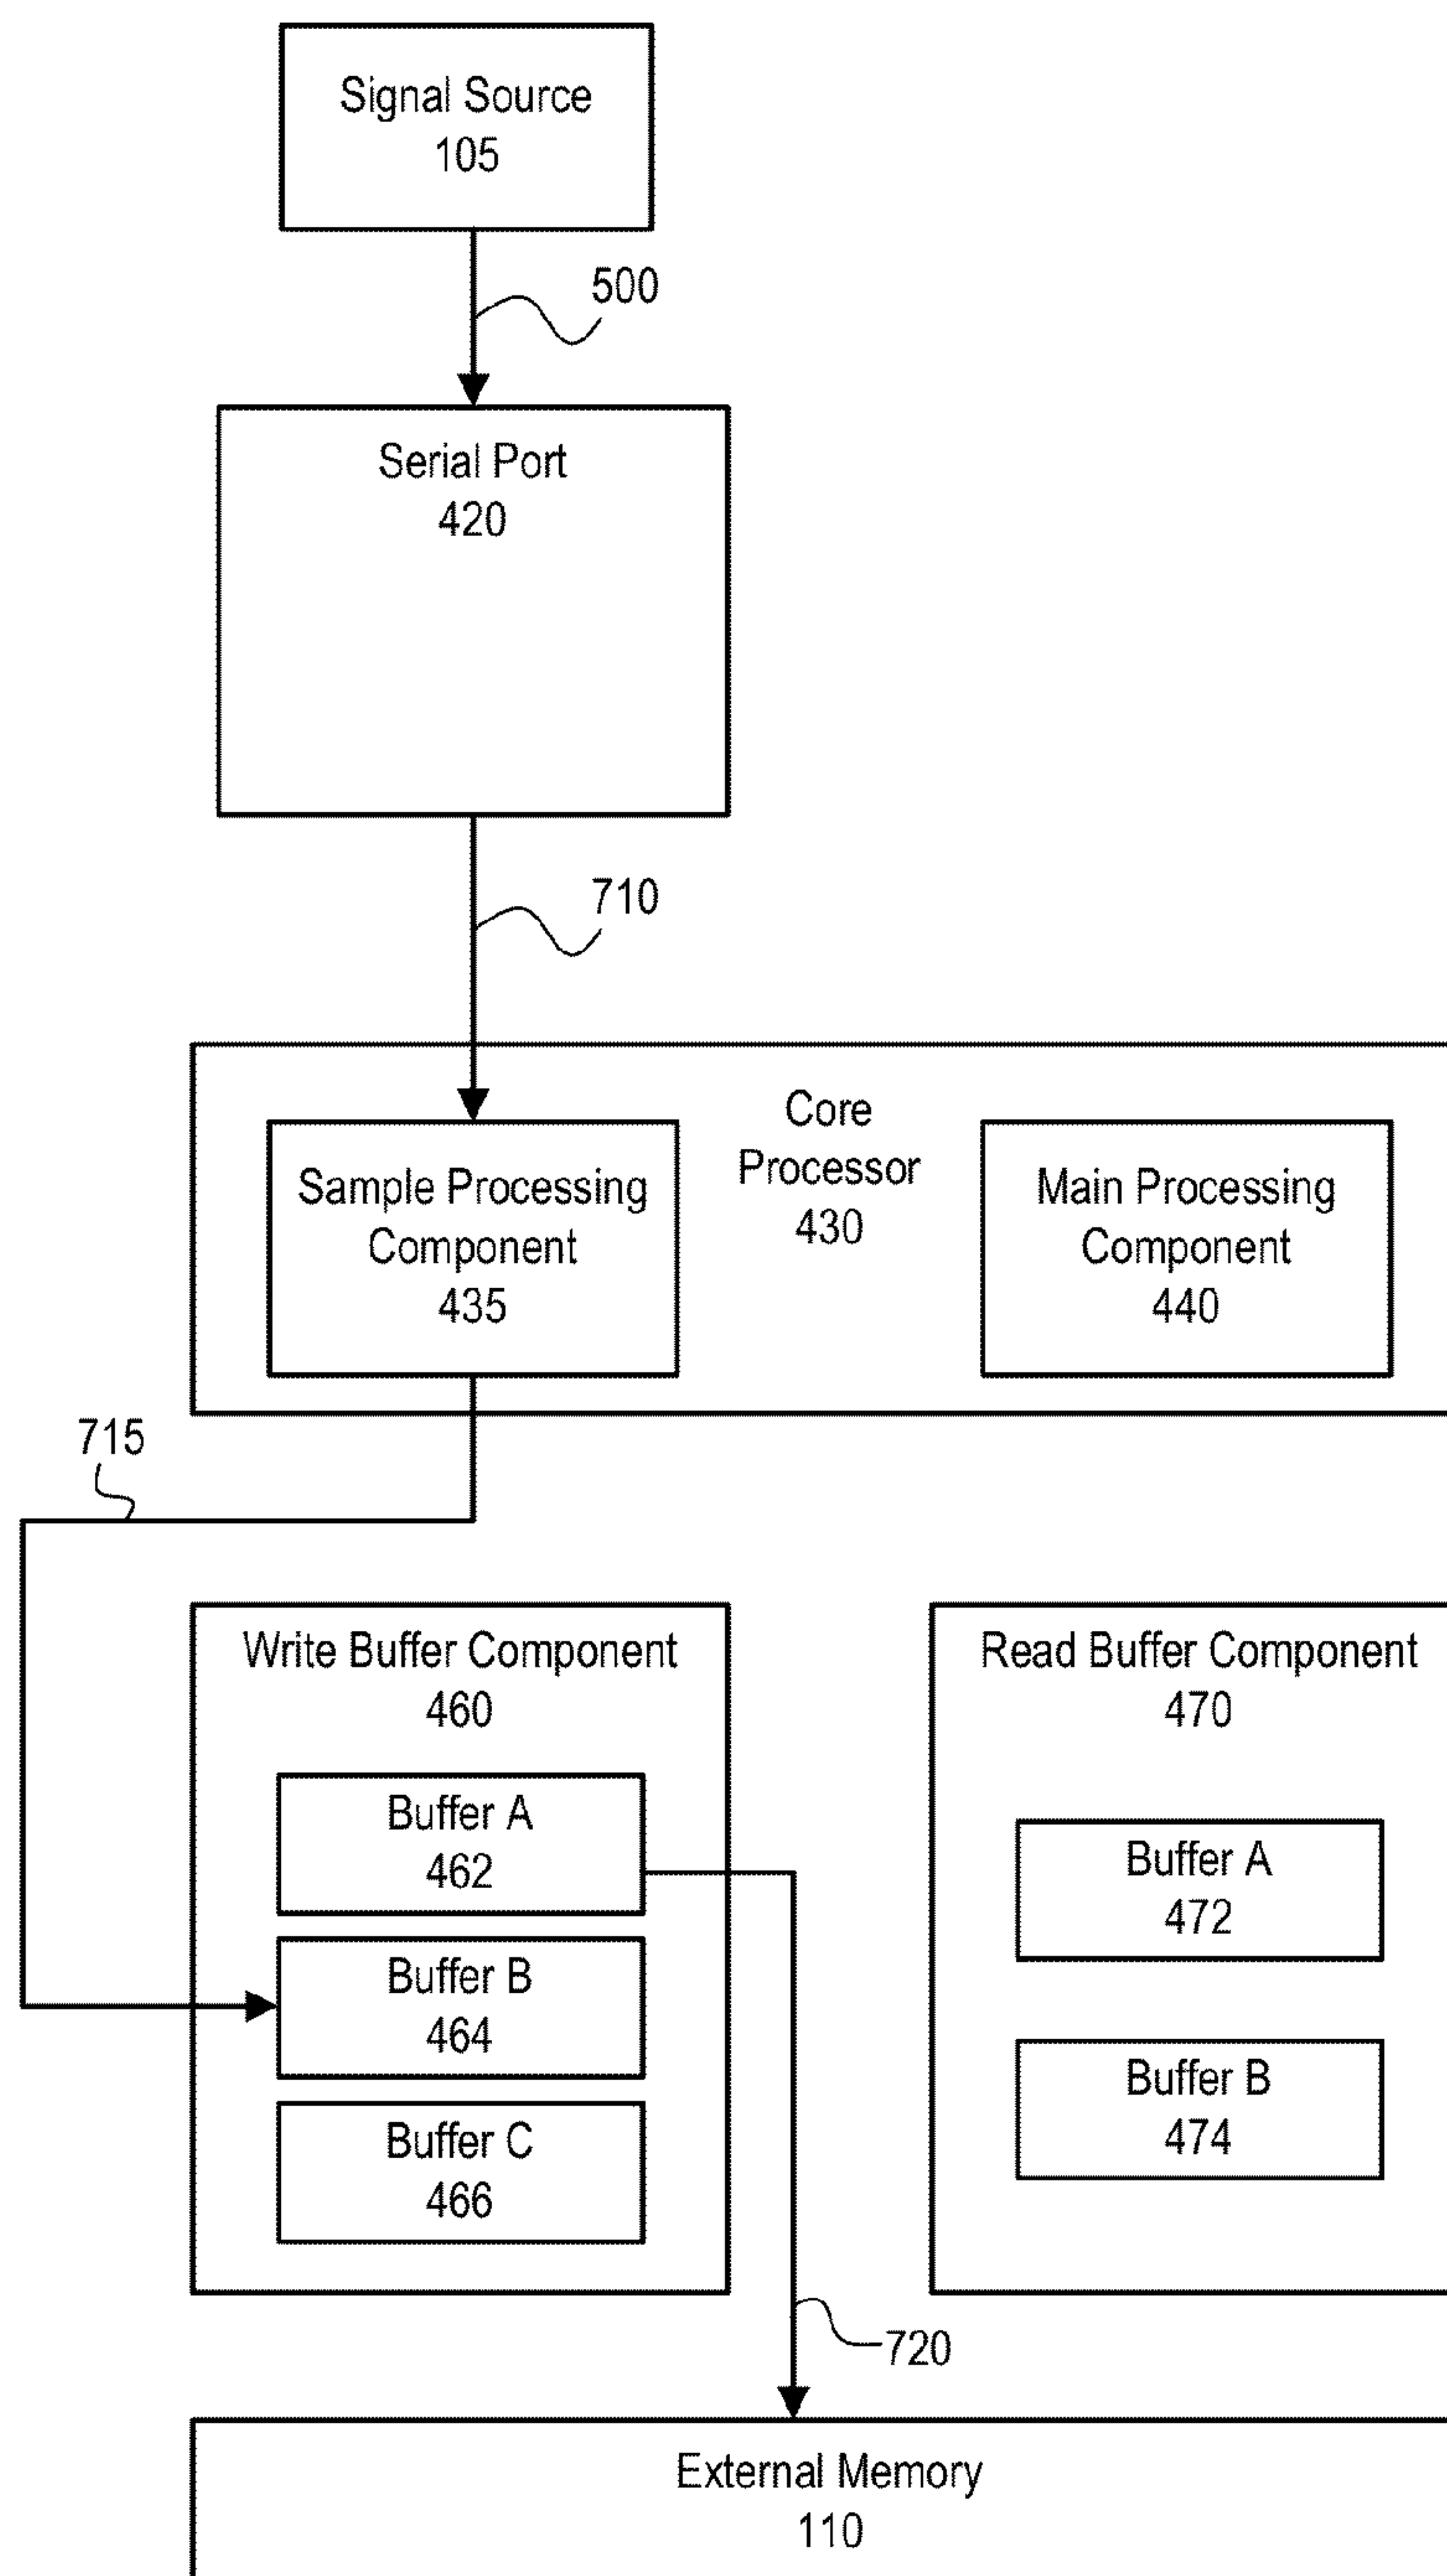 Signal Source
105
500
Serial Port
420
710
Core
Processor
430
Sample Processing
Component
435
Main Processing
Component
440
715
Write Buffer Component
460
Buffer A
462
Buffer B
464
Buffer C
466
Read Buffer Component
470
Buffer A
472
Buffer B
474
720
External Memory
110